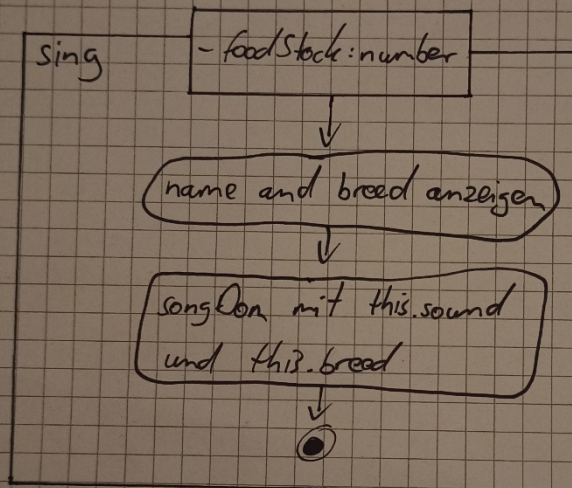 sing
- foodStock:number
name and breed anzeigen
songDom mit this.sound
und this.breed